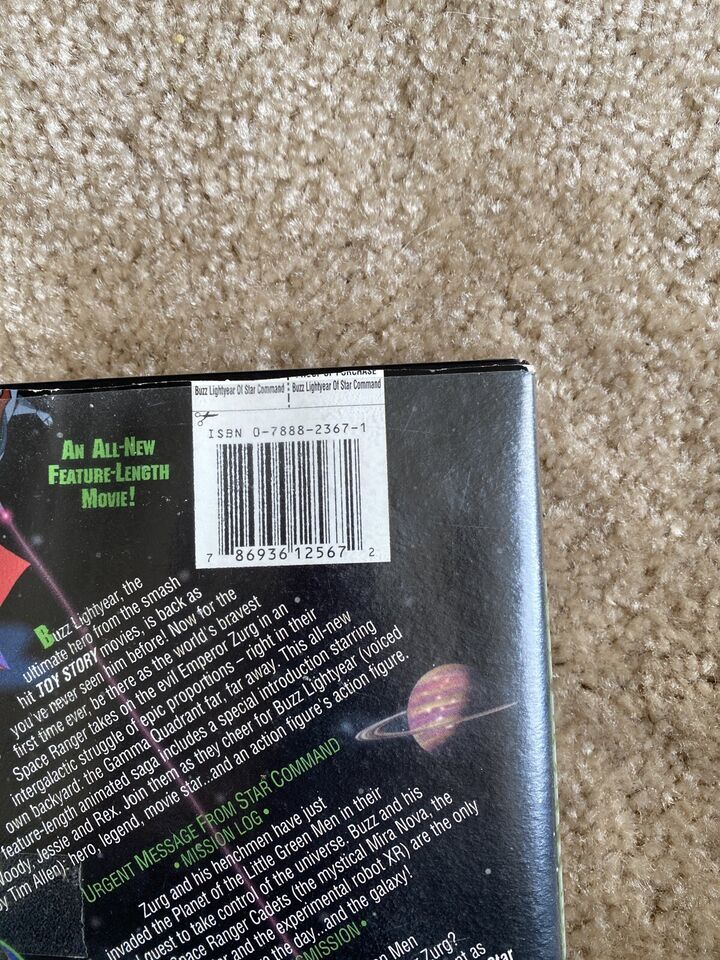 PURCHASE
Buzz Lightyear Of Star Command Buzz Lightyear Of Star Command
ISBN 0-7888-2367-1
7 86936 12567 2
AN ALL-NEW
FEATURE-LENGTH
MOVIE!
Buzz Lightyear, the
ultimate hero from the smash
hit TOY STORY movies, is back as
you've never seen him before! Now for the
first time ever, be there as the world's bravest
Space Ranger takes on the evil Emperor Zurg in an
intergalactic struggle of epic proportions – right in their
own backyard: the Gamma Quadrant far, far away. This all-new
feature-length animated saga includes a special introduction starring
Woody, Jessie and Rex. Join them as they cheer for Buzz Lightyear (voiced
by Tim Allen), hero, legend, movie star...and an action figure's action figure.
URGENT MESSAGE FROM STAR COMMAND
• MISSION LOG •
Zurg and his henchmen have just
invaded the Planet of the Little Green Men in their
quest to take control of the universe. Buzz and his
Space Ranger Cadets (the mystical Mira Nova, the
and the experimental robot XR) are the only
the day...and the galaxy!
Men
Zurg?
as
Star